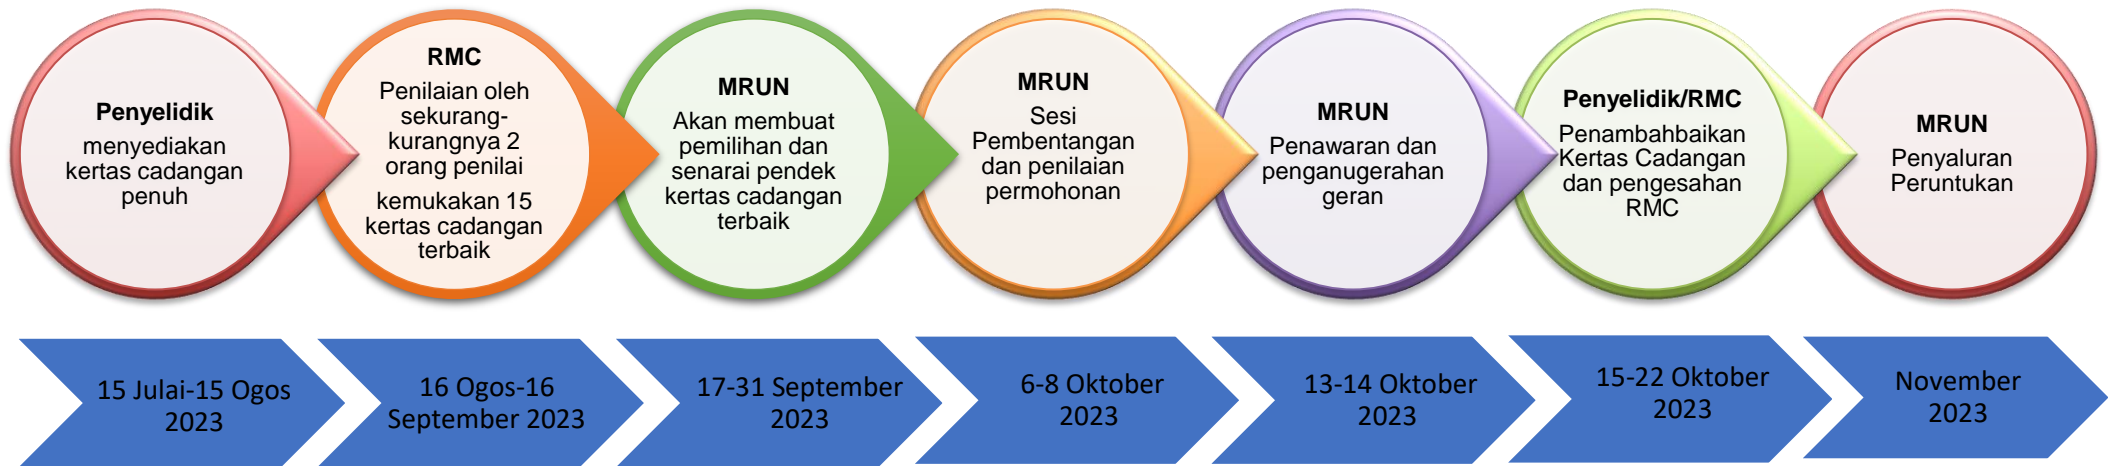 Penyelidik
menyediakan
kertas cadangan
penuh
RMC
Penilaian oleh
sekurang-
kurangnya 2
orang penilai
kemukakan 15
kertas cadangan
terbaik
MRUN
Akan membuat
pemilihan dan
senarai pendek
kertas cadangan
terbaik
MRUN
Sesi
Pembentangan
dan penilaian
permohonan
MRUN
Penawaran dan
penganugerahan
geran
Penyelidik/RMC
Penambahbaikan
Kertas Cadangan
dan pengesahan
RMC
MRUN
Penyaluran
Peruntukan
15 Julai-15 Ogos
2023
16 Ogos-16
September 2023
17-31 September
2023
6-8 Oktober
2023
13-14 Oktober
2023
15-22 Oktober
2023
November
2023